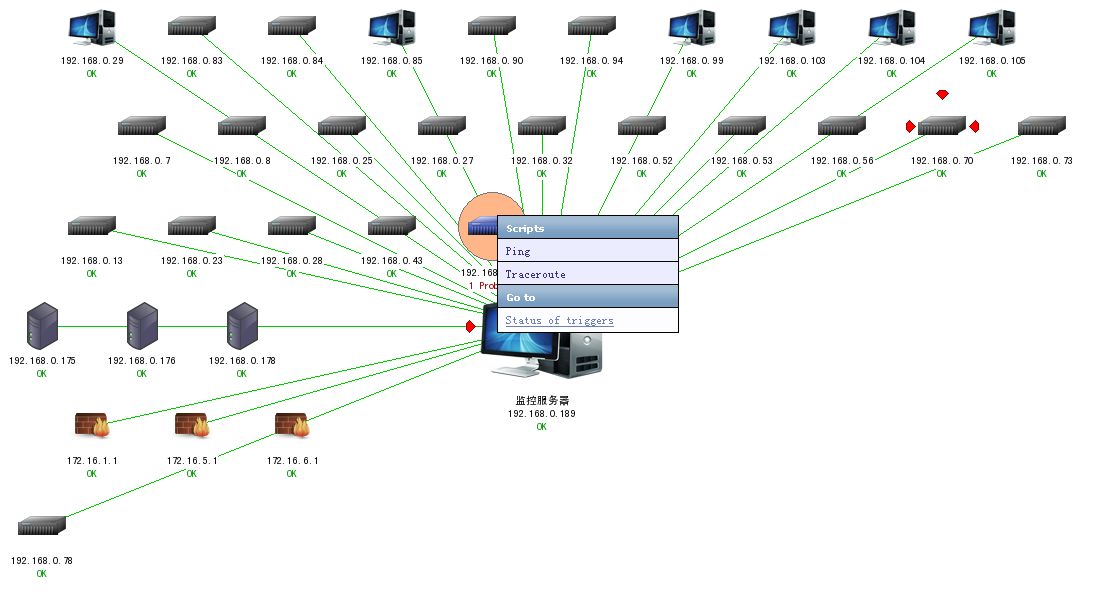 192.168.0.29
OK
192.168.0.83
OK
192.168.0.84
OK
192.168.0.85
OK
192.168.0.90
OK
192.168.0.94
OK
192.168.0.99
OK
192.168.0.103
OK
192.168.0.104
OK
192.168.0.105
OK
192.168.0.7
OK
192.168.0.8
OK
192.168.0.25
OK
192.168.0.27
OK
192.168.0.32
OK
192.168.0.52
OK
192.168.0.53
OK
192.168.0.56
OK
192.168.0.70
OK
192.168.0.73
OK
192.168.0.13
OK
192.168.0.23
OK
192.168.0.28
OK
192.168.0.43
OK
192.168
1 Prob
Scripts
Ping
Traceroute
Go to
Status of triggers
192.168.0.175
OK
192.168.0.176
OK
192.168.0.178
OK
监控服务器
192.168.0.189
OK
172.16.1.1
OK
172.16.5.1
OK
172.16.6.1
OK
192.168.0.78
OK